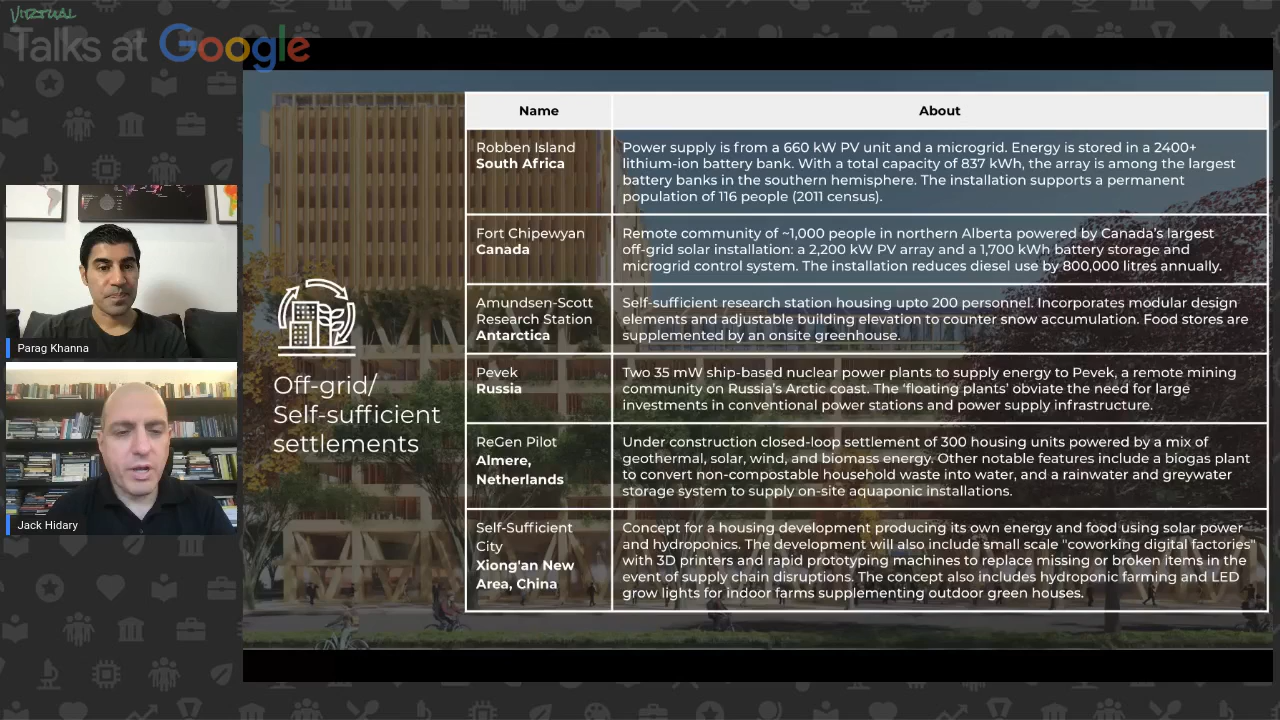 VIRTUAL
Talks at Google
Parag Khanna
Jack Hidary
Off-grid/
Self-sufficient
settlements
Name
About
Robben Island
South Africa
Power supply is from a 660 kW PV unit and a microgrid. Energy is stored in a 2400+
lithium-ion battery bank. With a total capacity of 837 kWh, the array is among the largest
battery banks in the southern hemisphere. The installation supports a permanent
population of 116 people (2011 census).
Fort Chipewyan
Canada
Remote community of ~1,000 people in northern Alberta powered by Canada's largest
off-grid solar installation: a 2,200 kW PV array and a 1,700 kWh battery storage and
microgrid control system. The installation reduces diesel use by 800,000 litres annually.
Amundsen-Scott
Research Station
Antarctica
Self-sufficient research station housing upto 200 personnel. Incorporates modular design
elements and adjustable building elevation to counter snow accumulation. Food stores are
supplemented by an onsite greenhouse.
Pevek
Russia
Two 35 mW ship-based nuclear power plants to supply energy to Pevek, a remote mining
community on Russia's Arctic coast. The 'floating plants' obviate the need for large
investments in conventional power stations and power supply infrastructure.
ReGen Pilot
Almere,
Netherlands
Under construction closed-loop settlement of 300 housing units powered by a mix of
geothermal, solar, wind, and biomass energy. Other notable features include a biogas plant
to convert non-compostable household waste into water, and a rainwater and greywater
storage system to supply on-site aquaponic installations.
Self-Sufficient
City
Xiong'an New
Area, China
Concept for a housing development producing its own energy and food using solar power
and hydroponics. The development will also include small scale "coworking digital factories"
with 3D printers and rapid prototyping machines to replace missing or broken items in the
event of supply chain disruptions. The concept also includes hydroponic farming and LED
grow lights for indoor farms supplementing outdoor green houses.